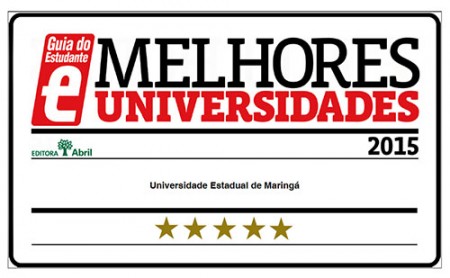 Guia do
Estudante
e
MELHORES
UNIVERSIDADES
EDITORA Abril
2015
Universidade Estadual de Maringá